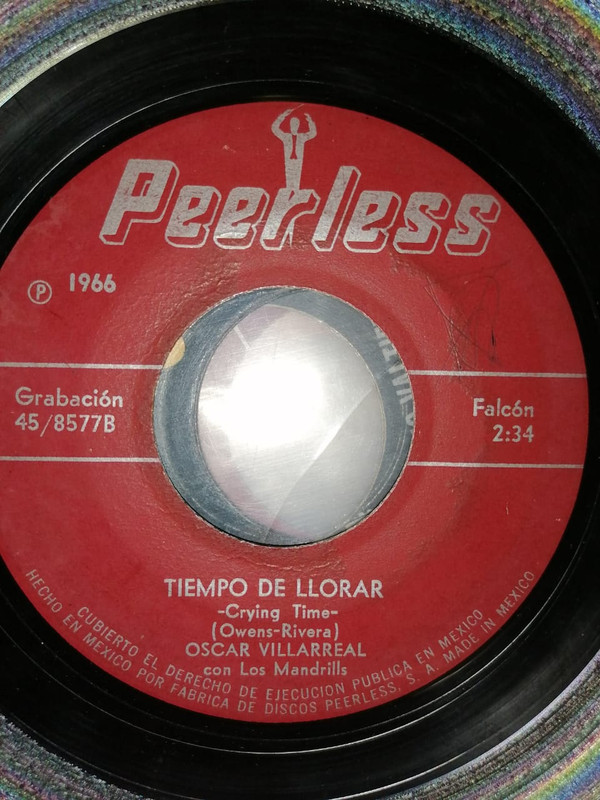 Peerless
Ⓟ 1966
Grabación
45/8577B
Falcón
2:34
TIEMPO DE LLORAR
-Crying Time-
(Owens-Rivera)
OSCAR VILLARREAL
con Los Mandrills
CUBIERTO EL DERECHO DE EJECUCION PUBLICA EN MEXICO
HECHO EN MEXICO POR FABRICA DE DISCOS PEERLESS, S. A. MADE IN MEXICO